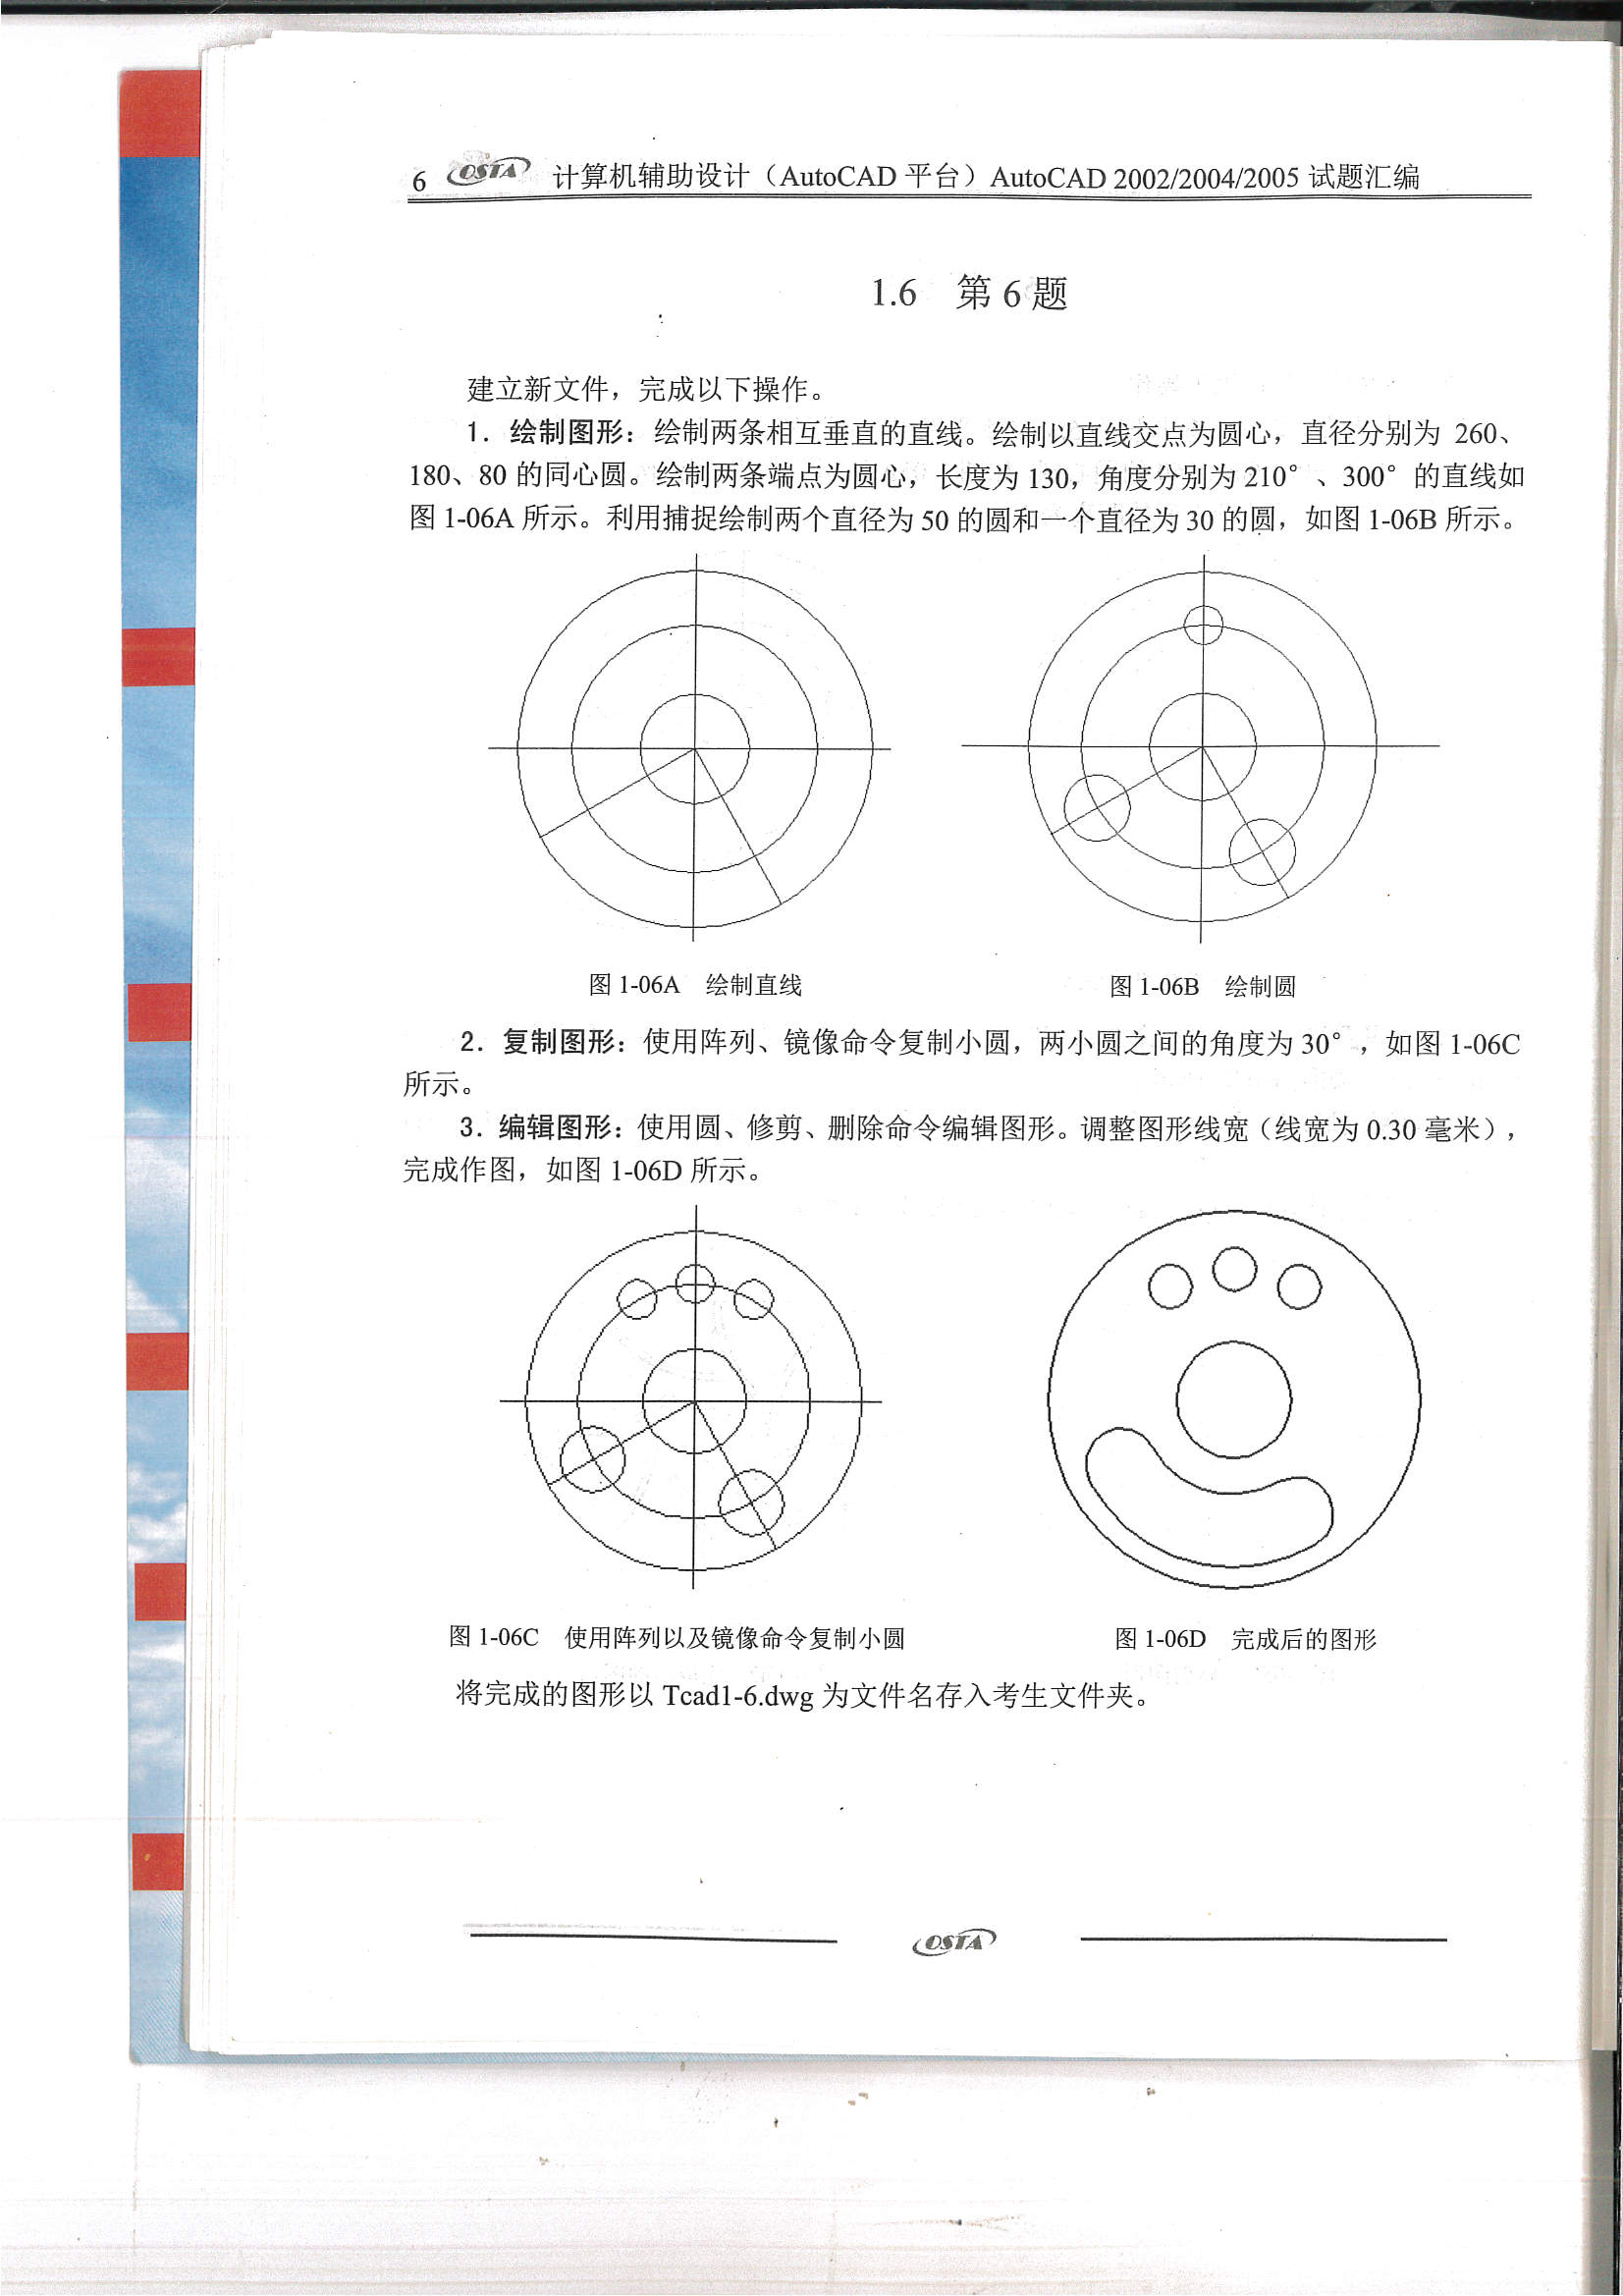 6 OSTA 计算机辅助设计（AutoCAD 平台）AutoCAD 2002/2004/2005 试题汇编
1.6 第 6 题
建立新文件，完成以下操作。
1．绘制图形：绘制两条相互垂直的直线。绘制以直线交点为圆心，直径分别为 260、
180、80 的同心圆。绘制两条端点为圆心，长度为 130，角度分别为 210°、300° 的直线如
图 1-06A 所示。利用捕捉绘制两个直径为 50 的圆和一个直径为 30 的圆，如图 1-06B 所示。
图 1-06A 绘制直线
图 1-06B 绘制圆
2．复制图形：使用阵列、镜像命令复制小圆，两小圆之间的角度为 30°，如图 1-06C
所示。
3．编辑图形：使用圆、修剪、删除命令编辑图形。调整图形线宽（线宽为 0.30 毫米），
完成作图，如图 1-06D 所示。
图 1-06C 使用阵列以及镜像命令复制小圆
图 1-06D 完成后的图形
将完成的图形以 Tcad1-6.dwg 为文件名存入考生文件夹。
OSTA